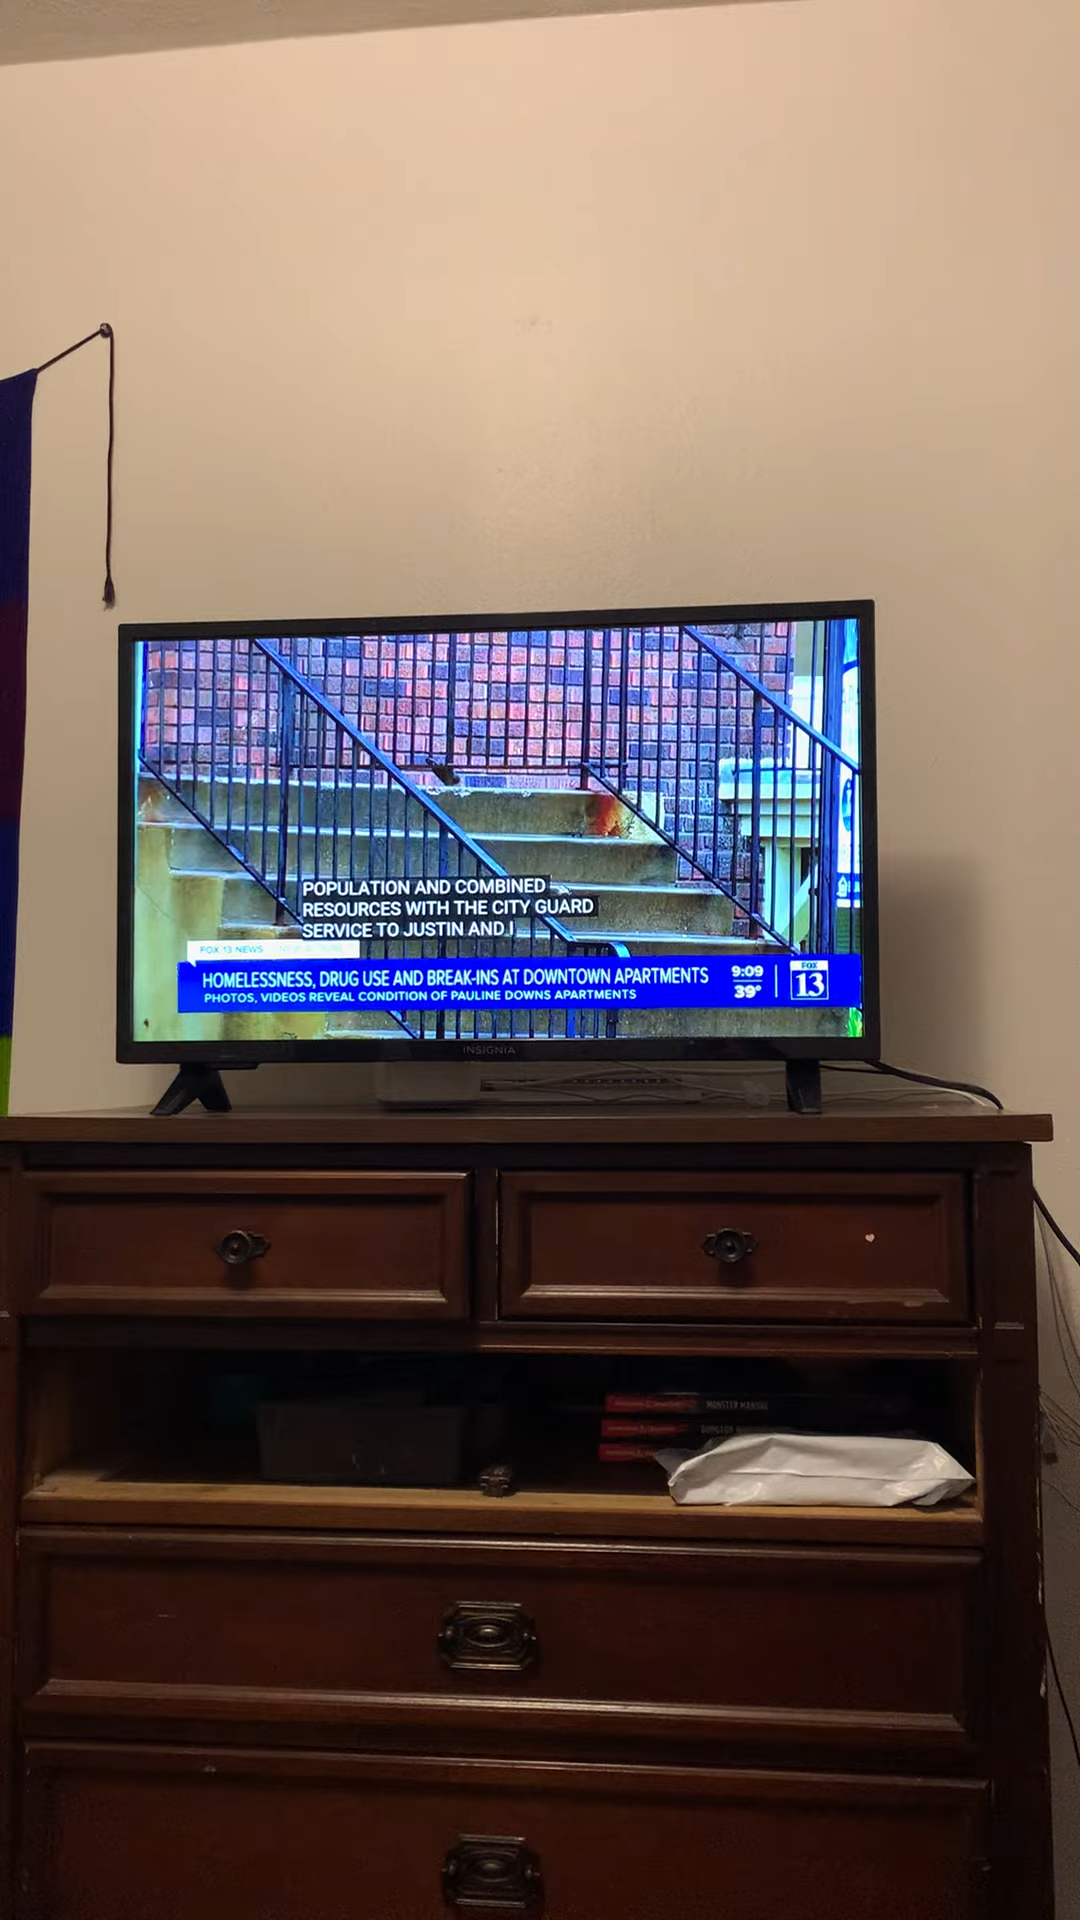 POPULATION AND COMBINED
RESOURCES WITH THE CITY GUARD
SERVICE TO JUSTIN AND I
FOX 13 NEWS
HOMELESSNESS, DRUG USE AND BREAK-INS AT DOWNTOWN APARTMENTS
PHOTOS, VIDEOS REVEAL CONDITION OF PAULINE DOWNS APARTMENTS
9:09
39°
FOX
13
INSIGNIA
MONSTER MANUAL
DUNGEON